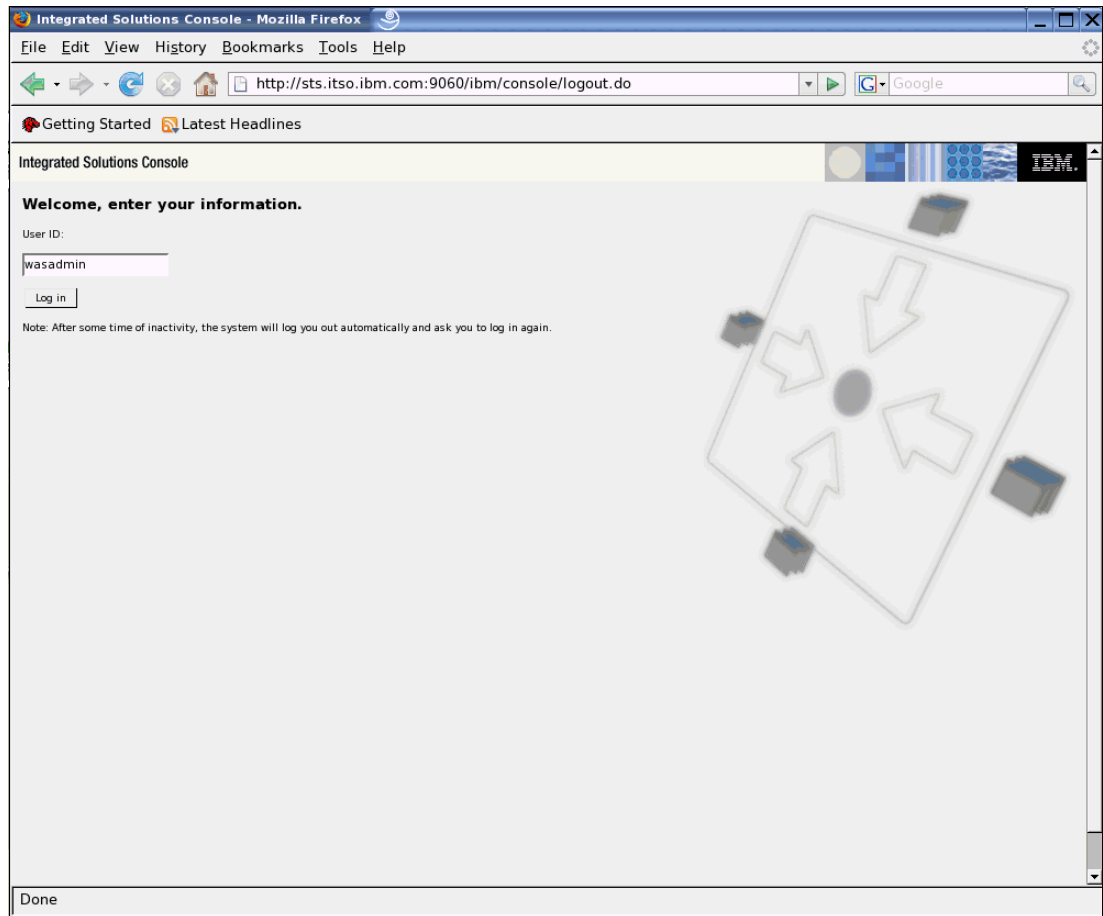 Integrated Solutions Console - Mozilla Firefox
File Edit View History Bookmarks Tools Help
http://sts.itso.ibm.com:9060/ibm/console/logout.do
G Google
Getting Started Latest Headlines
Integrated Solutions Console
IBM.
Welcome, enter your information.
User ID:
wasadmin
Log in
Note: After some time of inactivity, the system will log you out automatically and ask you to log in again.
Done